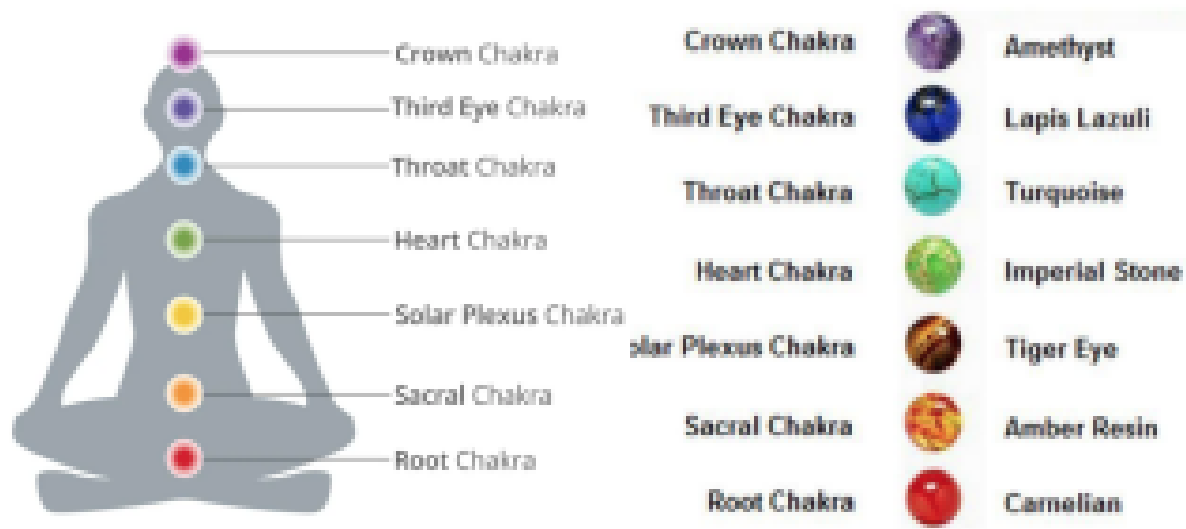 Crown Chakra
Third Eye Chakra
Throat Chakra
Heart Chakra
Solar Plexus Chakra
Sacral Chakra
Root Chakra
Crown Chakra Amethyst
Third Eye Chakra Lapis Lazuli
Throat Chakra Turquoise
Heart Chakra Imperial Stone
olar Plexus Chakra Tiger Eye
Sacral Chakra Amber Resin
Root Chakra Carnelian